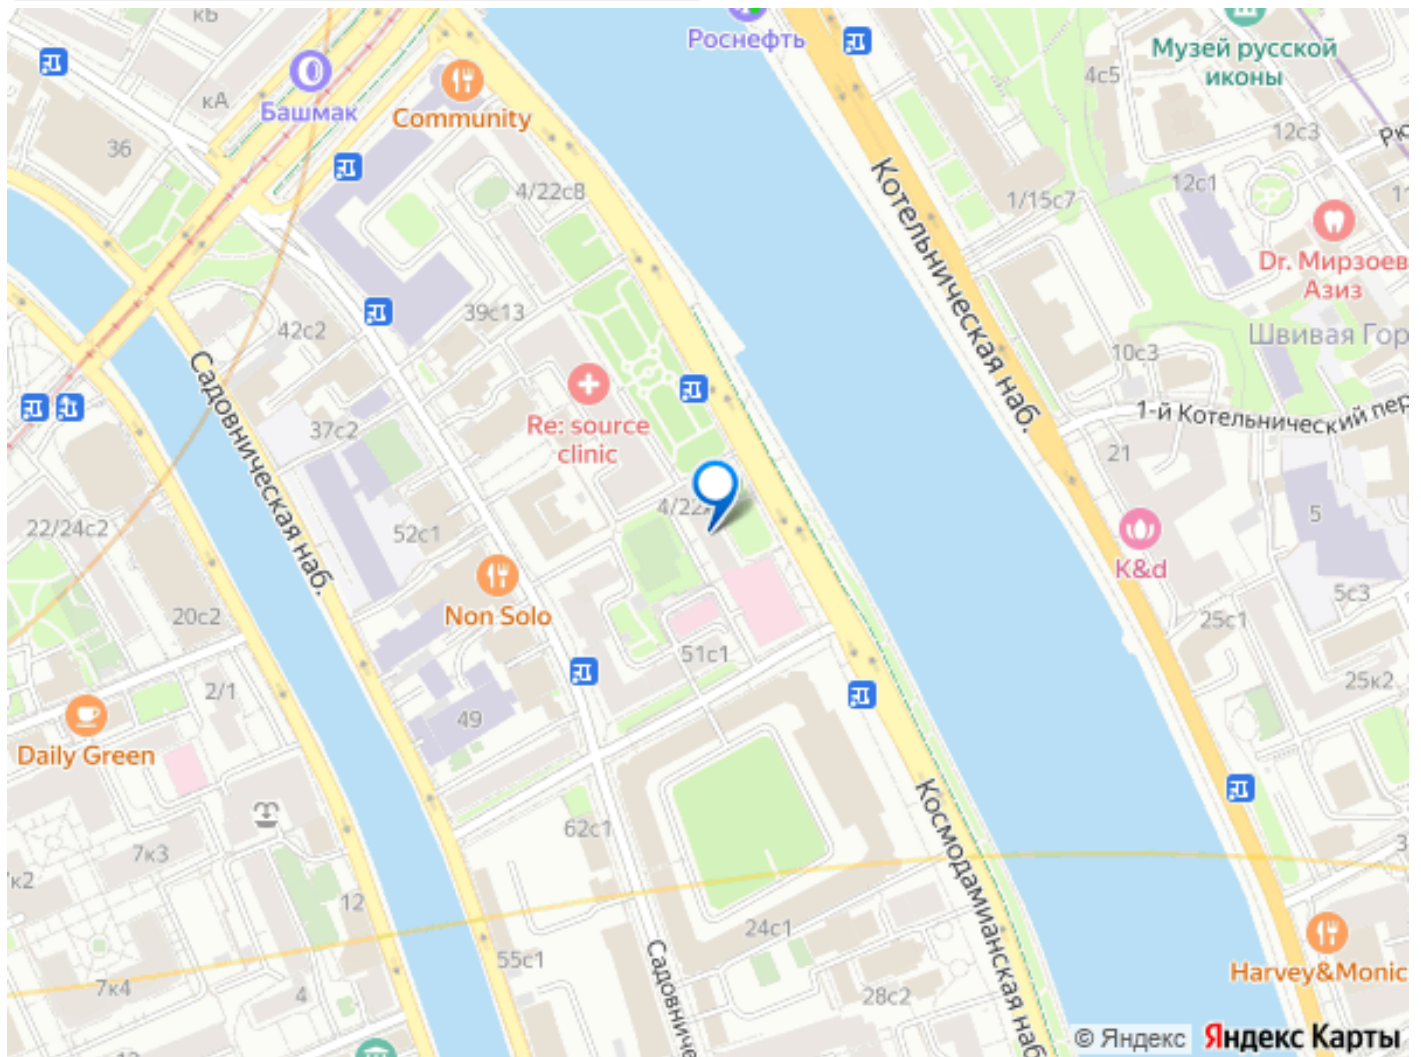 кБ
Роснефть
Музей русской
иконы
4с5
Башмак
кА
Community
36
12с3
4/22с8
12с1
1/15с7
Котельническая наб.
Dr. Мирзоев
Азиз
39с13
42с2
Швивая Гор
10с3
Садовническая наб.
1-й Котельнический пер
Re: source
clinic
37с2
21
22/24с2
52с1
5
K&d
5с3
Non Solo
20с2
25с1
51с1
2/1
25к2
49
Daily Green
Космодамианская наб
62с1
7к3
к2
12
24с1
55с1
Садовниче
Harvey&Monic
7к4
4
28с2
13
© Яндекс Яндекс Карты